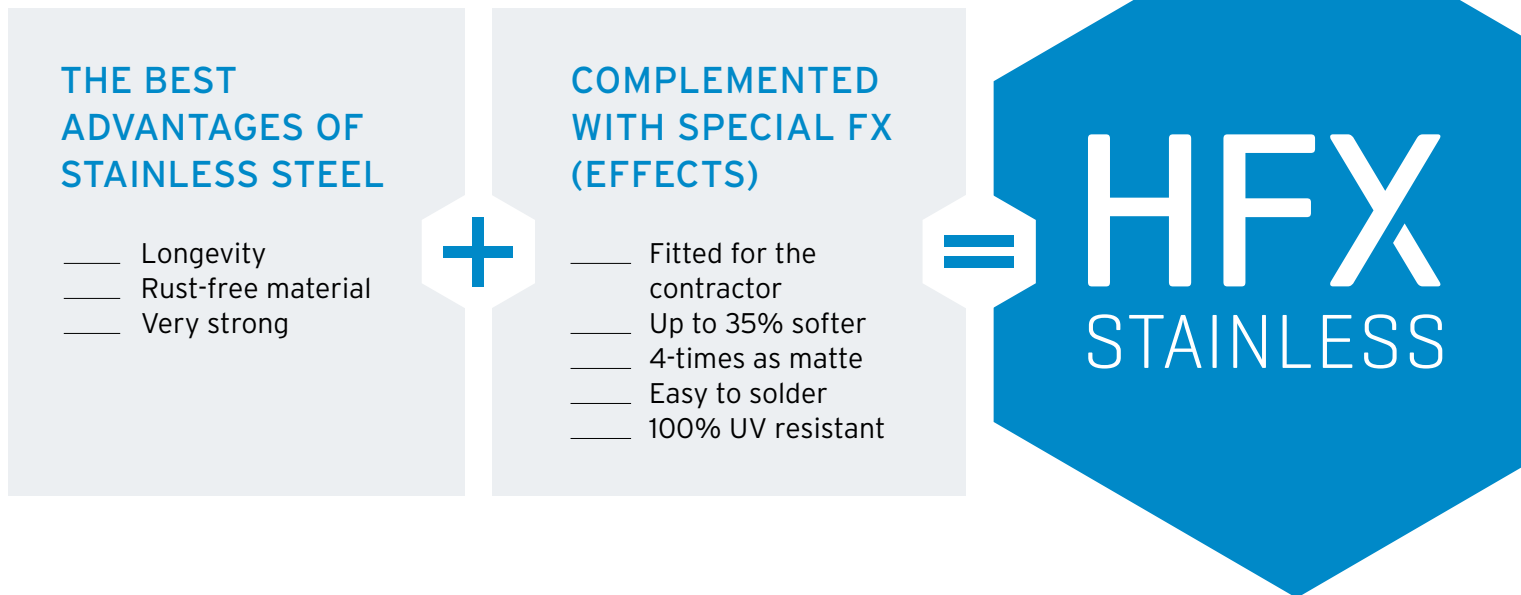 THE BEST
ADVANTAGES OF
STAINLESS STEEL
Longevity
Rust-free material
Very strong
+
COMPLEMENTED
WITH SPECIAL FX
(EFFECTS)
Fitted for the
contractor
Up to 35% softer
4-times as matte
Easy to solder
100% UV resistant
=
HFX
STAINLESS